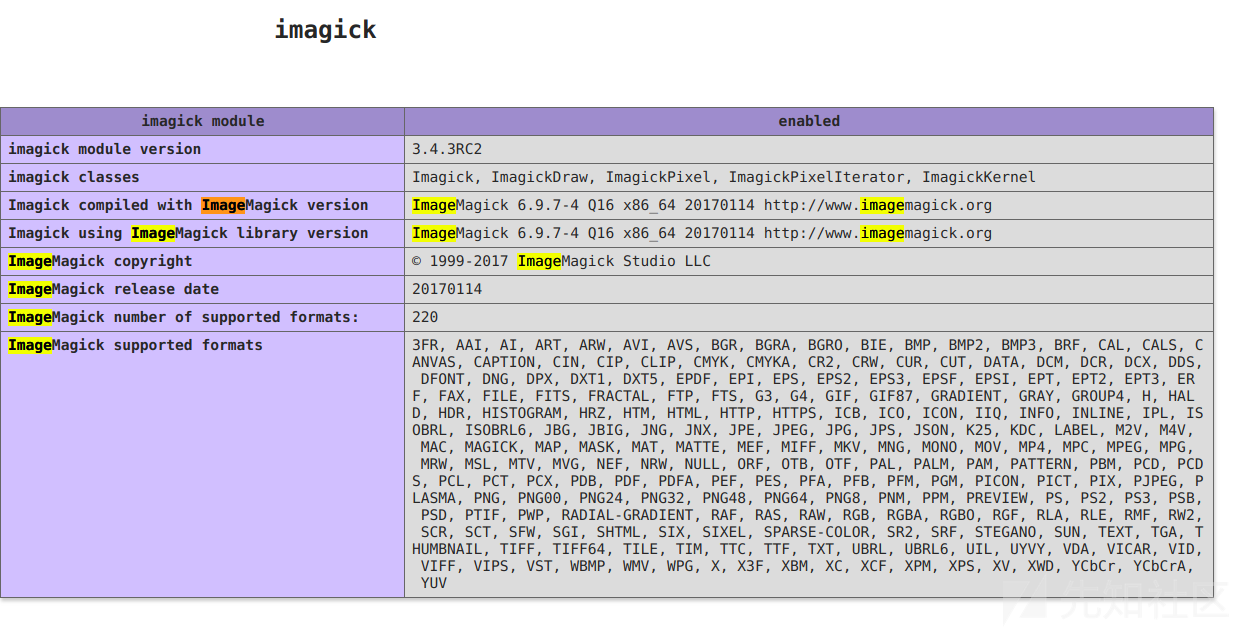 imagick
imagick module enabled
imagick module version 3.4.3RC2
imagick classes Imagick, ImagickDraw, ImagickPixel, ImagickPixelIterator, ImagickKernel
Imagick compiled with ImageMagick version ImageMagick 6.9.7-4 Q16 x86_64 20170114 http://www.imagemagick.org
Imagick using ImageMagick library version ImageMagick 6.9.7-4 Q16 x86_64 20170114 http://www.imagemagick.org
ImageMagick copyright © 1999-2017 ImageMagick Studio LLC
ImageMagick release date 20170114
ImageMagick number of supported formats: 220
ImageMagick supported formats 3FR, AAI, AI, ART, ARW, AVI, AVS, BGR, BGRA, BGRO, BIE, BMP, BMP2, BMP3, BRF, CAL, CALS, C
ANVAS, CAPTION, CIN, CIP, CLIP, CMYK, CMYKA, CR2, CRW, CUR, CUT, DATA, DCM, DCR, DCX, DDS,
DFONT, DNG, DPX, DXT1, DXT5, EPDF, EPI, EPS, EPS2, EPS3, EPSF, EPSI, EPT, EPT2, EPT3, ER
F, FAX, FILE, FITS, FRACTAL, FTP, FTS, G3, G4, GIF, GIF87, GRADIENT, GRAY, GROUP4, H, HAL
D, HDR, HISTOGRAM, HRZ, HTM, HTML, HTTP, HTTPS, ICB, ICO, ICON, IIQ, INFO, INLINE, IPL, IS
OBRL, ISOBRL6, JBG, JBIG, JNG, JNX, JPE, JPEG, JPG, JPS, JSON, K25, KDC, LABEL, M2V, M4V,
MAC, MAGICK, MAP, MASK, MAT, MATTE, MEF, MIFF, MKV, MNG, MONO, MOV, MP4, MPC, MPEG, MPG,
MRW, MSL, MTV, MVG, NEF, NRW, NULL, ORF, OTB, OTF, PAL, PALM, PAM, PATTERN, PBM, PCD, PCD
S, PCL, PCT, PCX, PDB, PDF, PDFA, PEF, PES, PFA, PFB, PFM, PGM, PICON, PICT, PIX, PJPEG, P
LASMA, PNG, PNG00, PNG24, PNG32, PNG48, PNG64, PNG8, PNM, PPM, PREVIEW, PS, PS2, PS3, PSB,
PSD, PTIF, PWP, RADIAL-GRADIENT, RAF, RAS, RAW, RGB, RGBA, RGBO, RGF, RLA, RLE, RMF, RW2,
SCR, SCT, SFW, SGI, SHTML, SIX, SIXEL, SPARSE-COLOR, SR2, SRF, STEGANO, SUN, TEXT, TGA, T
HUMBNAIL, TIFF, TIFF64, TILE, TIM, TTC, TTF, TXT, UBRL, UBRL6, UIL, UYVY, VDA, VICAR, VID,
VIFF, VIPS, VST, WBMP, WMV, WPG, X, X3F, XBM, XC, XCF, XPM, XPS, XV, XWD, YCbCr, YCbCrA,
YUV
先知社区